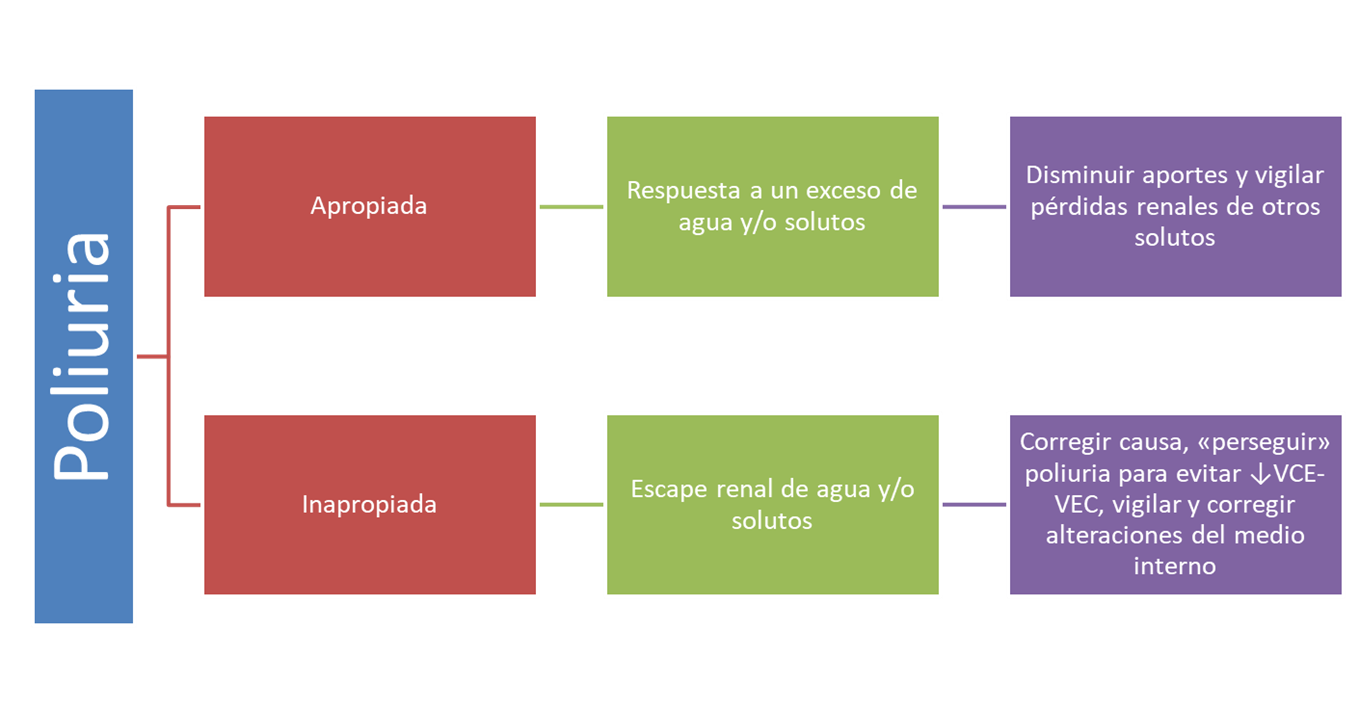 Poliuria
Apropiada
Respuesta a un exceso de
agua y/o solutos
Disminuir aportes y vigilar
pérdidas renales de otros
solutos
Inapropiada
Escape renal de agua y/o
solutos
Corregir causa, «perseguir»
poliuria para evitar ↓VCE-
VEC, vigilar y corregir
alteraciones del medio
interno